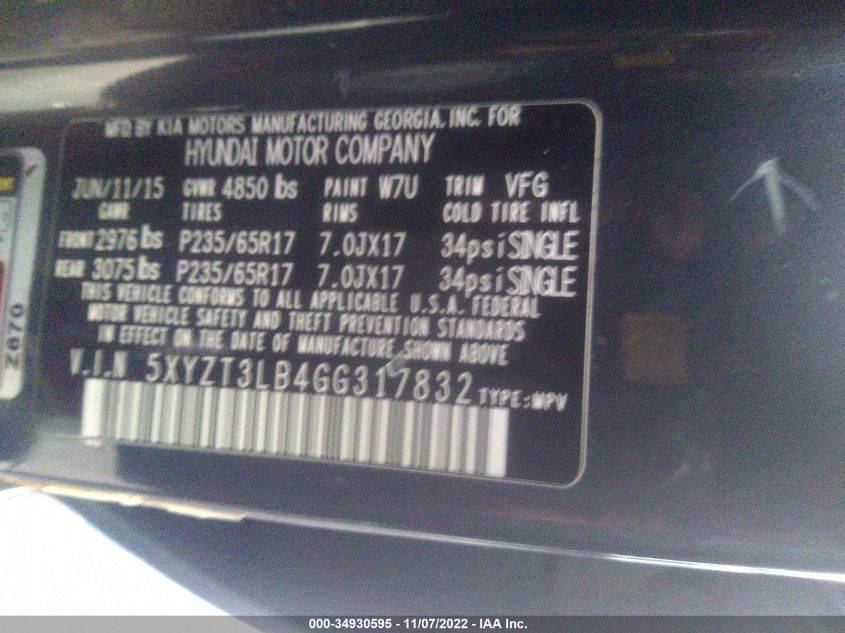 MFD BY KIA MOTORS MANUFACTURING GEORGIA, INC. FOR
HYUNDAI MOTOR COMPANY
JUN/11/15 GVWR 4850 lbs PAINT W7U TRIM VFG
GAWR TIRES RIMS COLD TIRE INFL
FRONT 2976 lbs P235/65R17 7.0JX17 34psi SINGLE
REAR 3075 lbs P235/65R17 7.0JX17 34psi SINGLE
THIS VEHICLE CONFORMS TO ALL APPLICABLE U.S.A. FEDERAL
MOTOR VEHICLE SAFETY AND THEFT PREVENTION STANDARDS
IN EFFECT ON THE DATE OF MANUFACTURE SHOWN ABOVE
V.I.N 5XYZT3LB4GG317832 TYPE:MPV
Z670
000-34930595 - 11/07/2022 - IAA Inc.